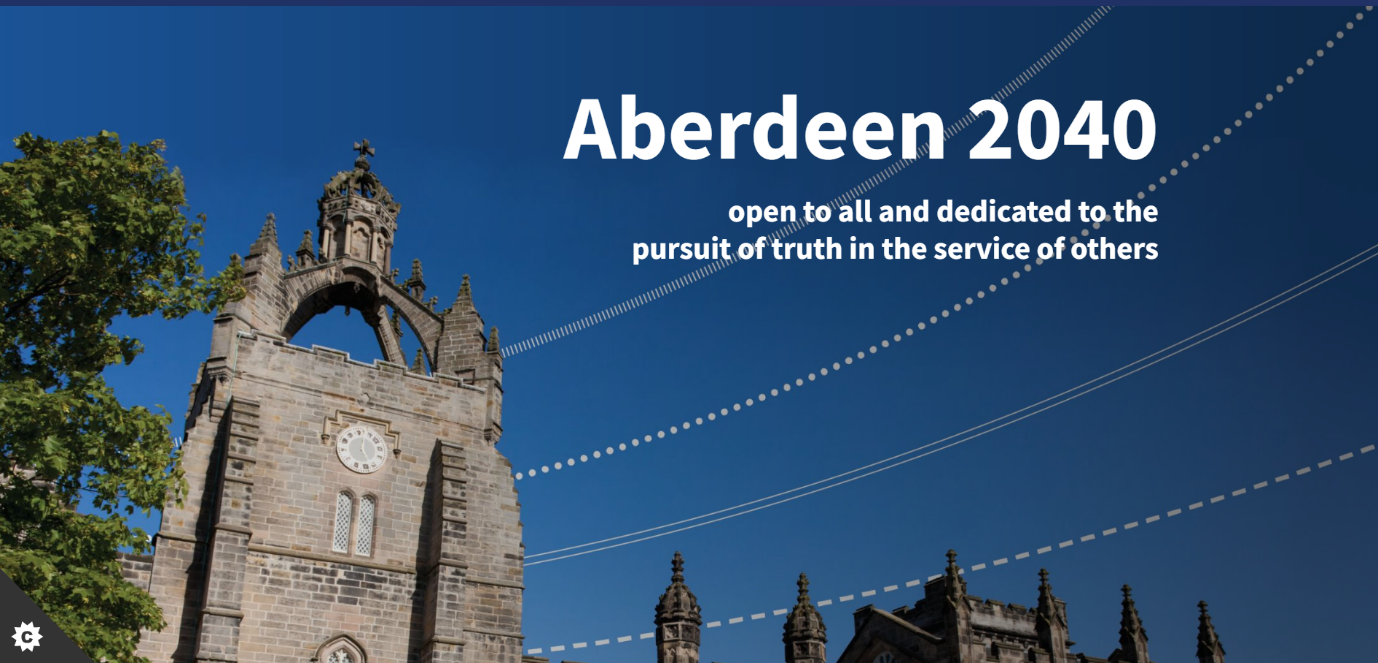 Aberdeen 2040
open to all and dedicated to the
pursuit of truth in the service of others
C